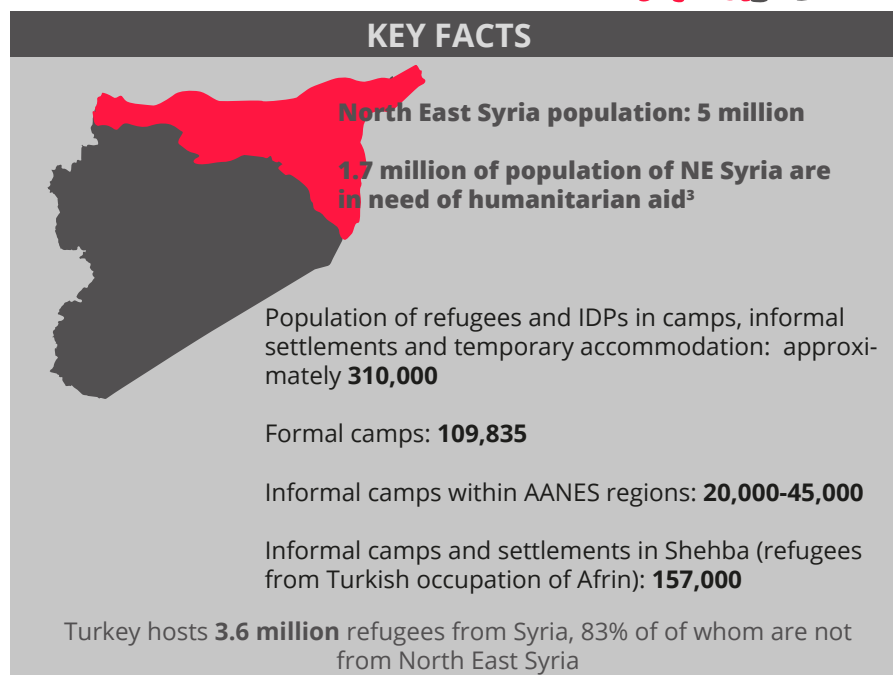 KEY FACTS
North East Syria population: 5 million
1.7 million of population of NE Syria are
in need of humanitarian aid³
Population of refugees and IDPs in camps, informal
settlements and temporary accommodation:  approxi-
mately 310,000
Formal camps: 109,835
Informal camps within AANES regions: 20,000-45,000
Informal camps and settlements in Shehba (refugees
from Turkish occupation of Afrin): 157,000
Turkey hosts 3.6 million refugees from Syria, 83% of of whom are not
from North East Syria